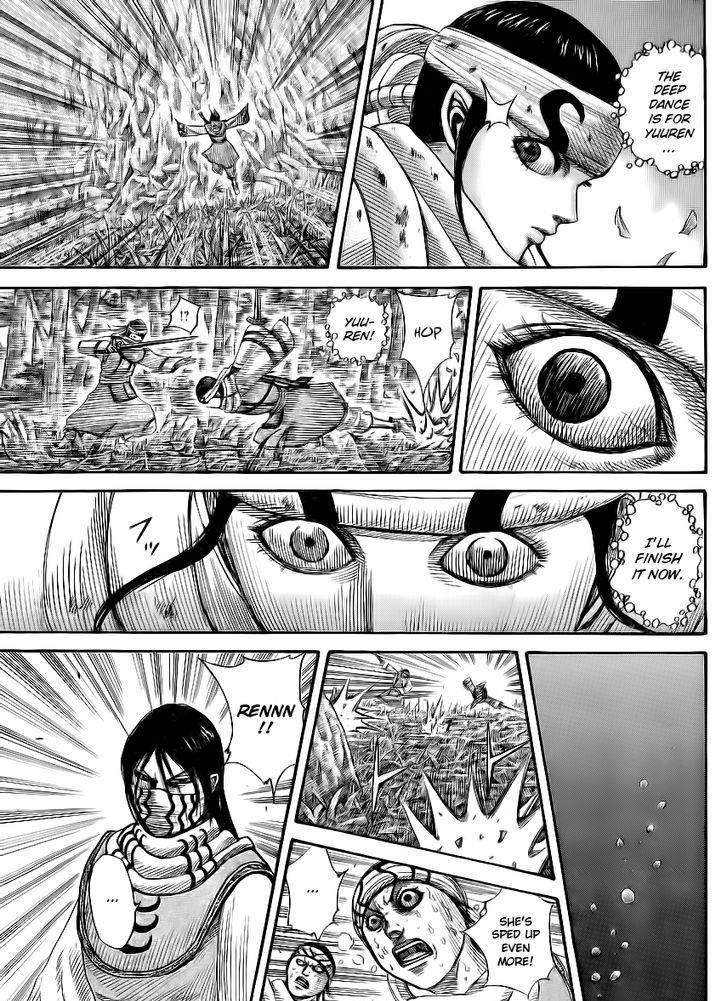 THE
DEEP
DANCE
IS FOR
YUUREN
...
HOP
YUU-
REN!
!?
I'LL
FINISH
IT NOW.
SHE'S
SPED UP
EVEN
MORE!
...
RENNN
!!
...